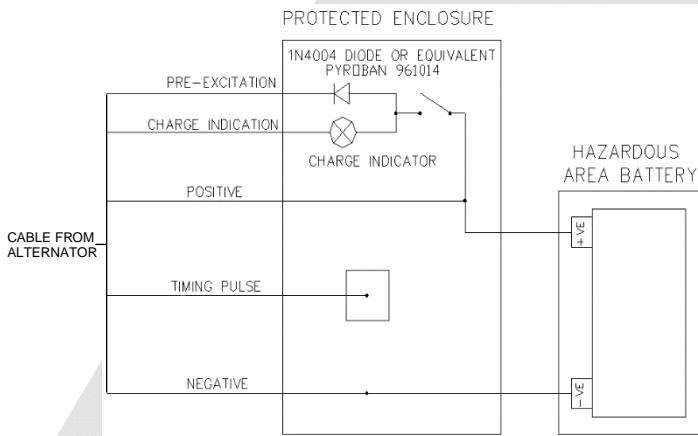 PROTECTED ENCLOSURE
1N4004 DIODE OR EQUIVALENT
PYROBAN 961014
PRE-EXCITATION
CHARGE INDICATION
CHARGE INDICATOR
HAZARDOUS
AREA BATTERY
POSITIVE
+VE
CABLE FROM
ALTERNATOR
TIMING PULSE
NEGATIVE
-VE